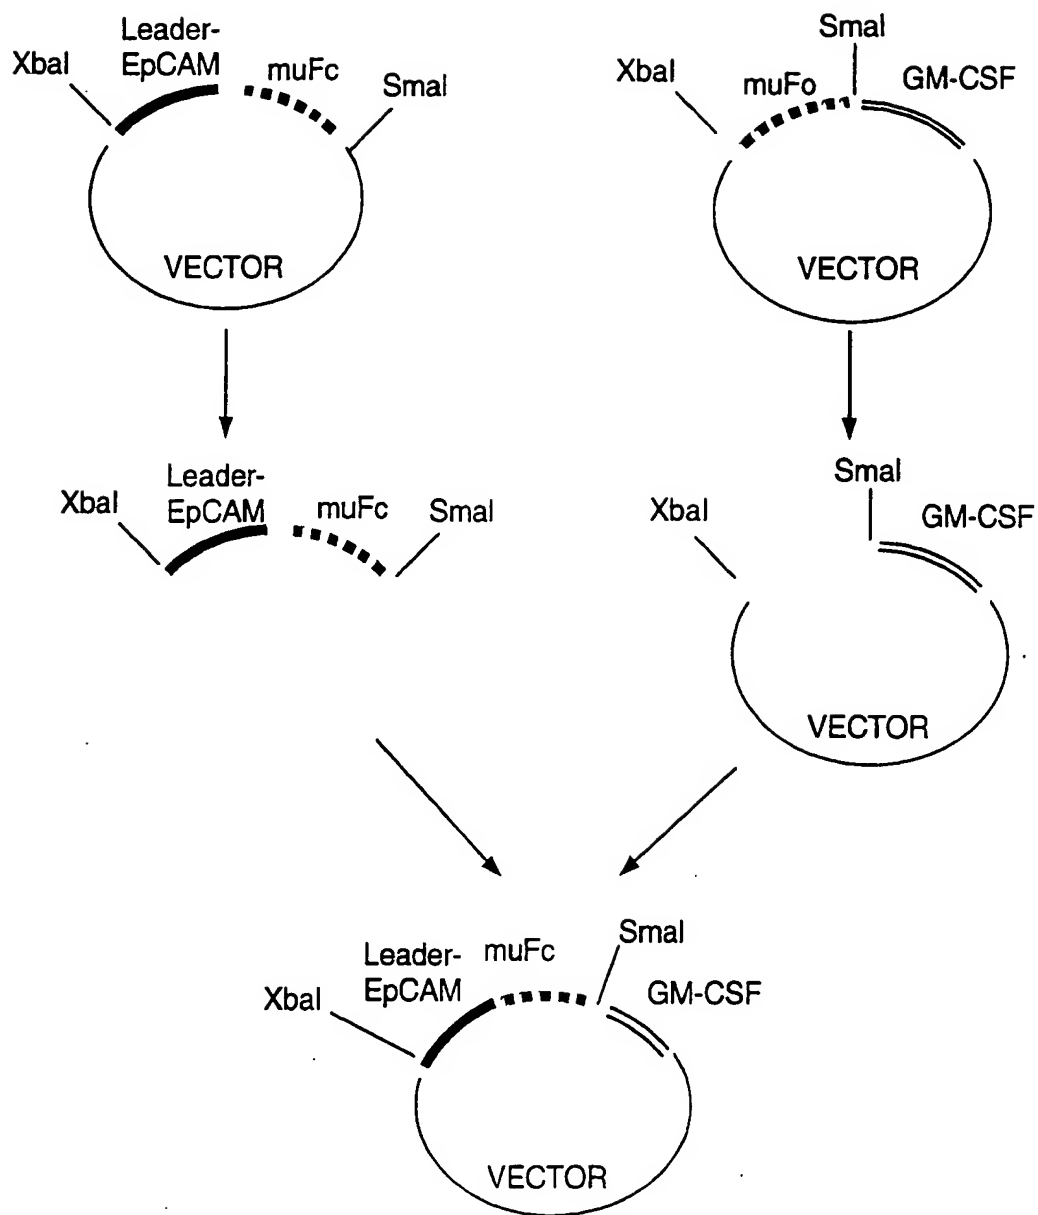 Leader-
EpCAM
XbaI
muFc
SmaI
VECTOR
SmaI
XbaI
muFo
GM-CSF
VECTOR
Leader-
EpCAM
XbaI
muFc
SmaI
SmaI
XbaI
GM-CSF
VECTOR
Leader-
EpCAM
muFc
SmaI
XbaI
GM-CSF
VECTOR